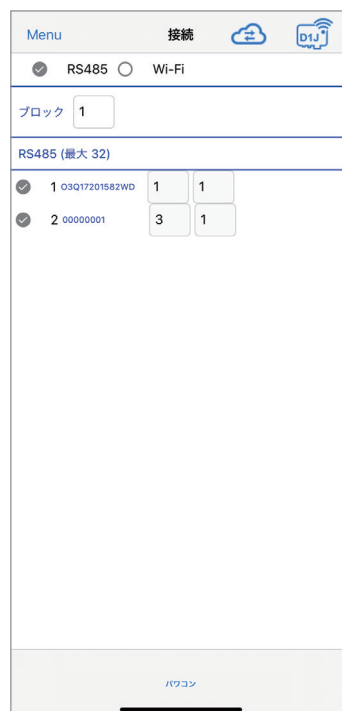 Menu 接続 D1J
RS485 Wi-Fi
ブロック 1
RS485 (最大 32)
1 O3Q17201582WD 1 1
2 00000001 3 1
パワコン